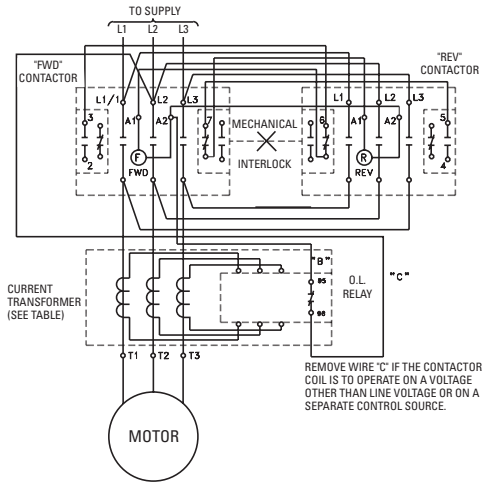 TO SUPPLY
L1 L2 L3
"FWD"
CONTACTOR
"REV"
CONTACTOR
L1/1 L2 L3
L1 L2 L3
3 A1 A2 7
MECHANICAL
6 A1 A2 5
F
R
2 FWD
INTERLOCK
REV 4
"B"
"C"
CURRENT
TRANSFORMER
(SEE TABLE)
95
O.L.
RELAY
96
T1 T2 T3
REMOVE WIRE "C" IF THE CONTACTOR
COIL IS TO OPERATE ON A VOLTAGE
OTHER THAN LINE VOLTAGE OR ON A
SEPARATE CONTROL SOURCE.
MOTOR